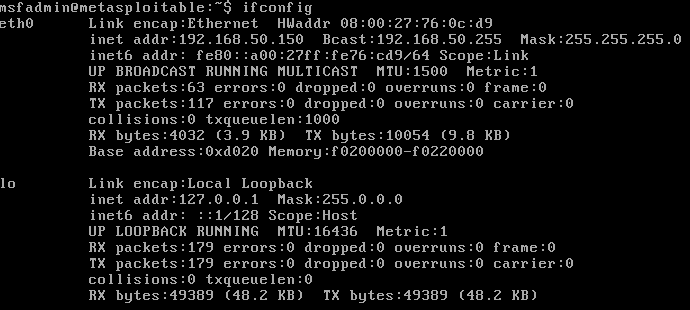 msfadmin@metasploitable:~$ ifconfig
eth0 Link encap:Ethernet HWaddr 08:00:27:76:0c:d9
inet addr:192.168.50.150 Bcast:192.168.50.255 Mask:255.255.255.0
inet6 addr: fe80::a00:27ff:fe76:cd9/64 Scope:Link
UP BROADCAST RUNNING MULTICAST MTU:1500 Metric:1
RX packets:63 errors:0 dropped:0 overruns:0 frame:0
TX packets:117 errors:0 dropped:0 overruns:0 carrier:0
collisions:0 txqueuelen:1000
RX bytes:4032 (3.9 KB) TX bytes:10054 (9.8 KB)
Base address:0xd020 Memory:f0200000-f0220000
lo Link encap:Local Loopback
inet addr:127.0.0.1 Mask:255.0.0.0
inet6 addr: ::1/128 Scope:Host
UP LOOPBACK RUNNING MTU:16436 Metric:1
RX packets:179 errors:0 dropped:0 overruns:0 frame:0
TX packets:179 errors:0 dropped:0 overruns:0 carrier:0
collisions:0 txqueuelen:0
RX bytes:49389 (48.2 KB) TX bytes:49389 (48.2 KB)